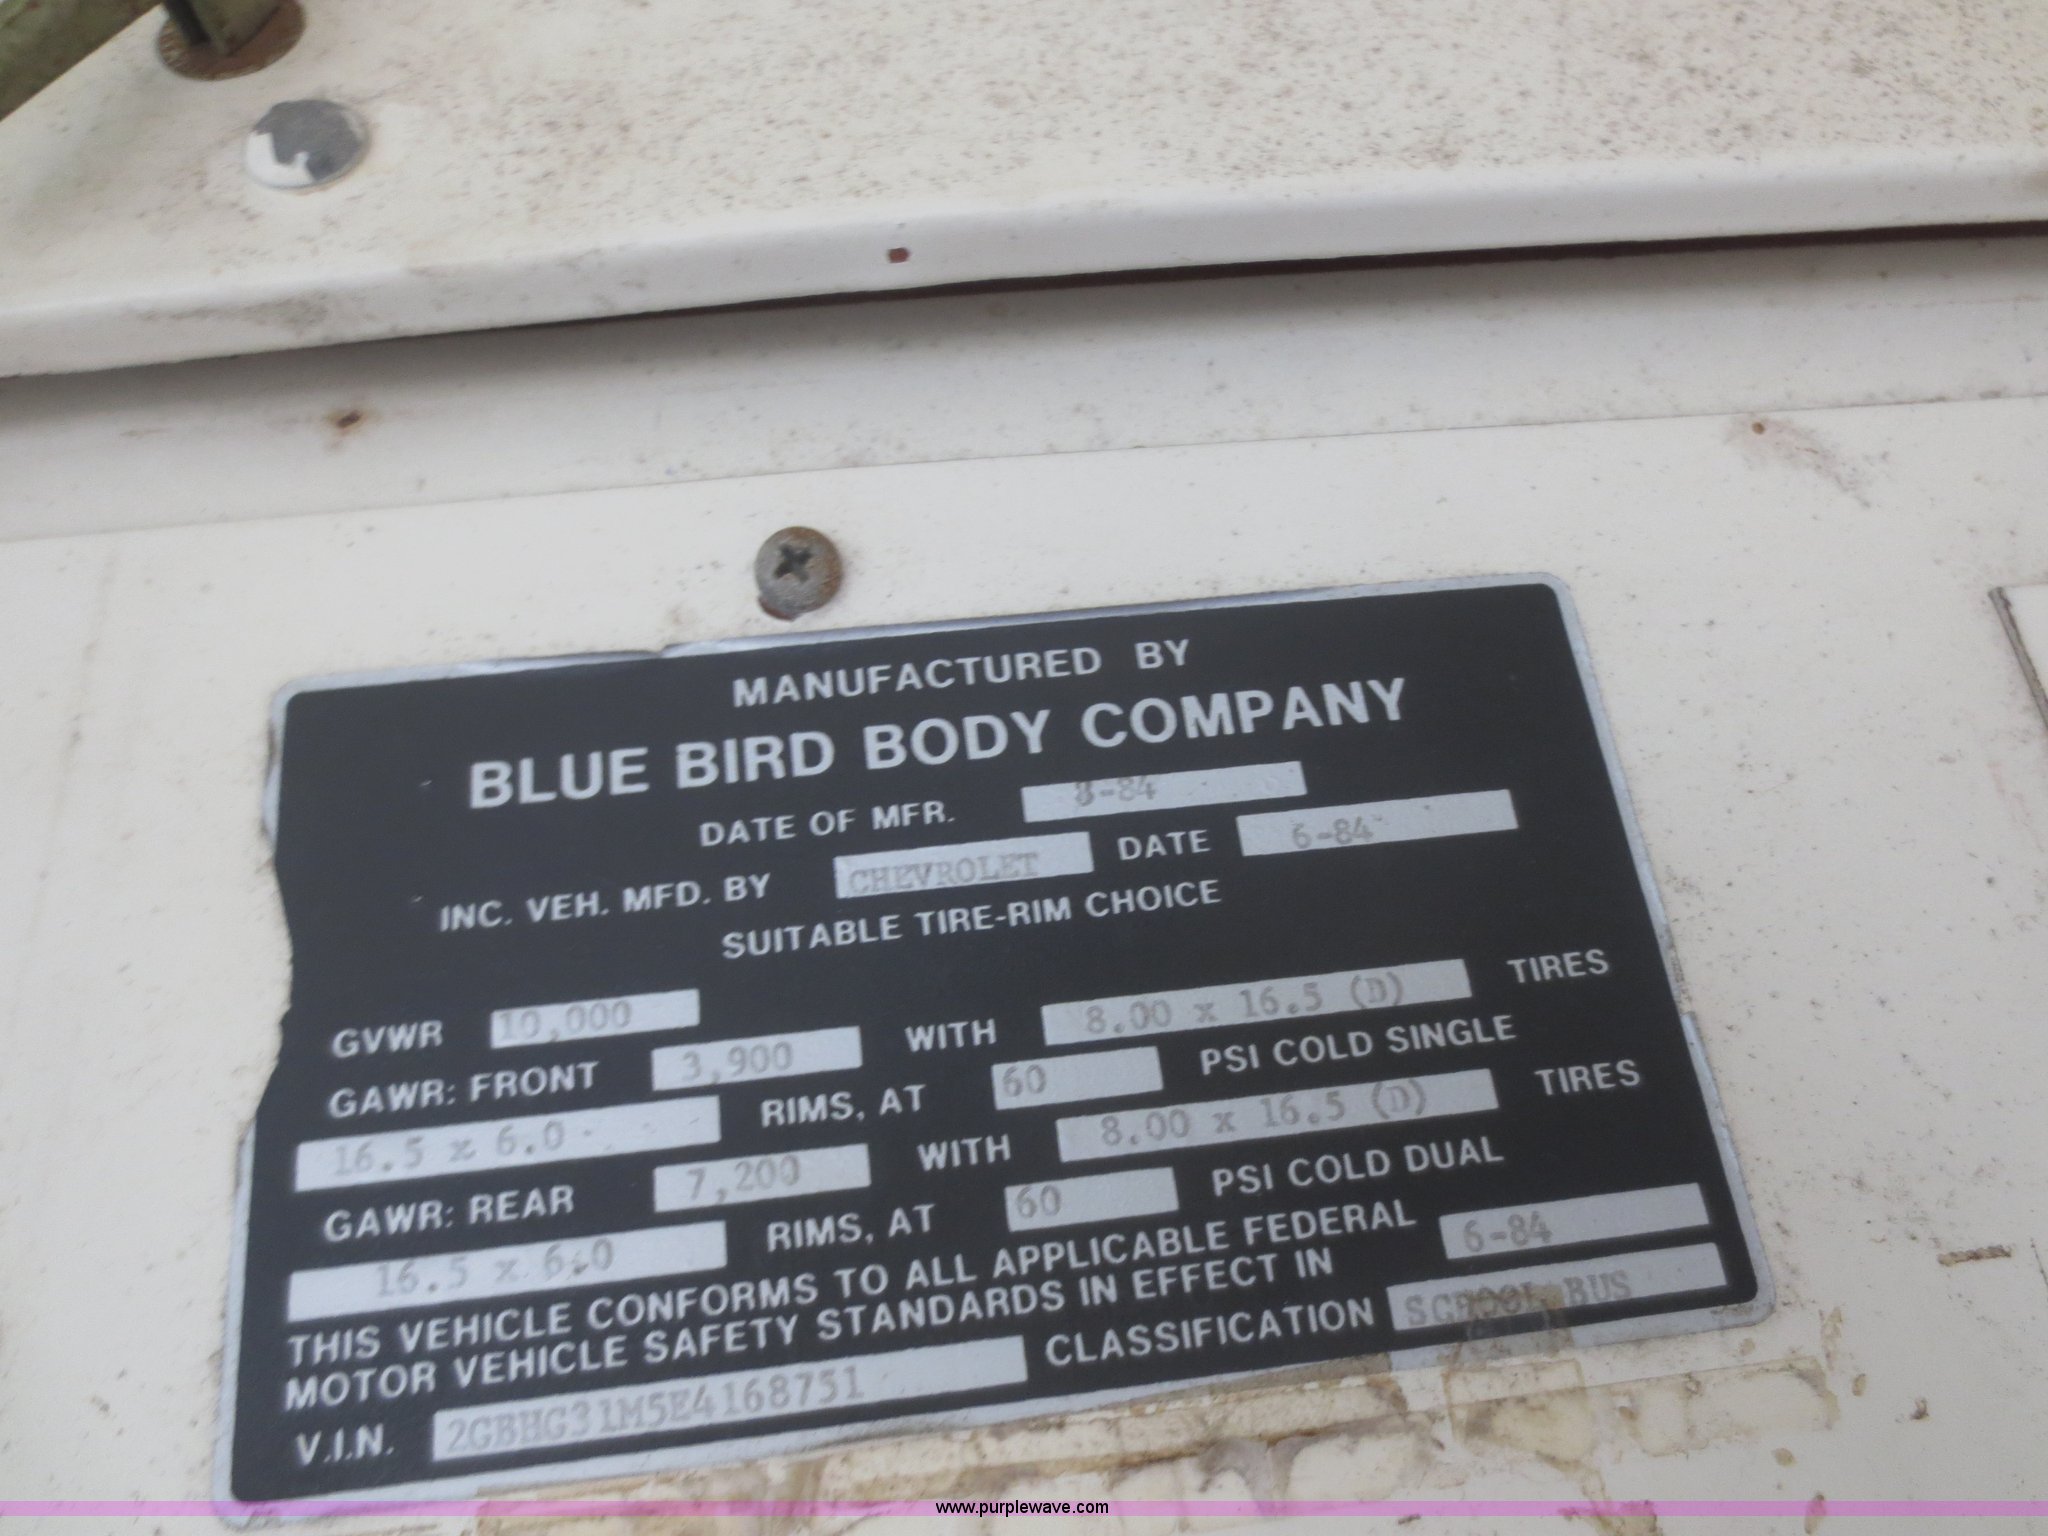 MANUFACTURED BY
BLUE BIRD BODY COMPANY
DATE OF MFR. 8-84
INC. VEH. MFD. BY CHEVROLET DATE 6-84
SUITABLE TIRE-RIM CHOICE
GVWR 10,000
GAWR: FRONT 3,900 WITH 8.00 x 16.5 (D) TIRES
16.5 x 6.0 RIMS, AT 60 PSI COLD SINGLE
GAWR: REAR 7,200 WITH 8.00 x 16.5 (D) TIRES
16.5 x 6.0 RIMS, AT 60 PSI COLD DUAL
THIS VEHICLE CONFORMS TO ALL APPLICABLE FEDERAL
MOTOR VEHICLE SAFETY STANDARDS IN EFFECT IN 6-84
V.I.N. 2GBHG31M5E4168751 CLASSIFICATION SCHOOL BUS
www.purplewave.com